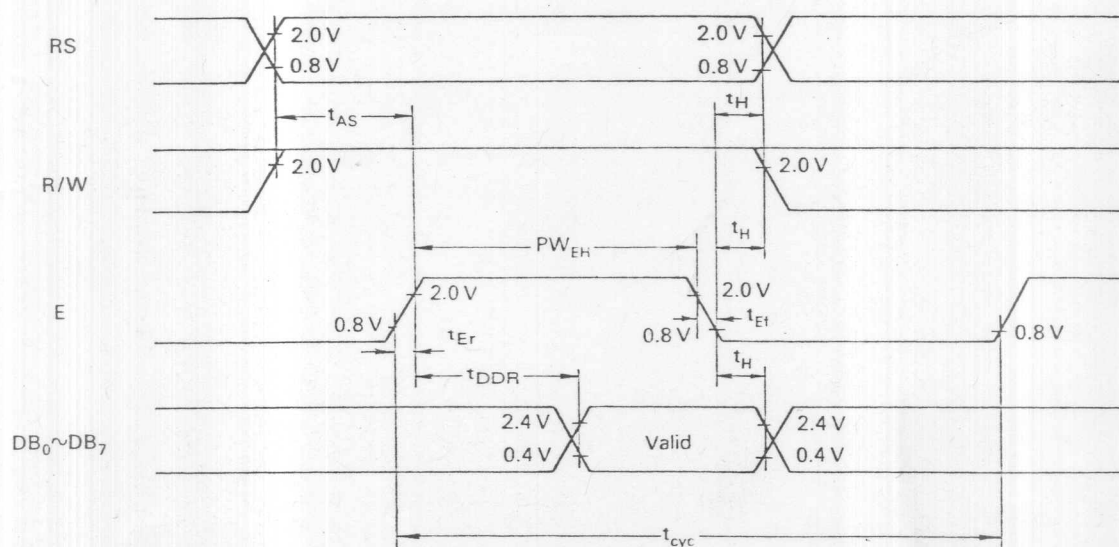 RS
2.0 V
0.8 V
2.0 V
0.8 V
tAS
tH
R/W
2.0 V
2.0 V
PWEH
tH
E
2.0 V
0.8 V
tEr
2.0 V
0.8 V
tEf
0.8 V
tDDR
tH
DB0~DB7
2.4 V
0.4 V
Valid
2.4 V
0.4 V
tcyc